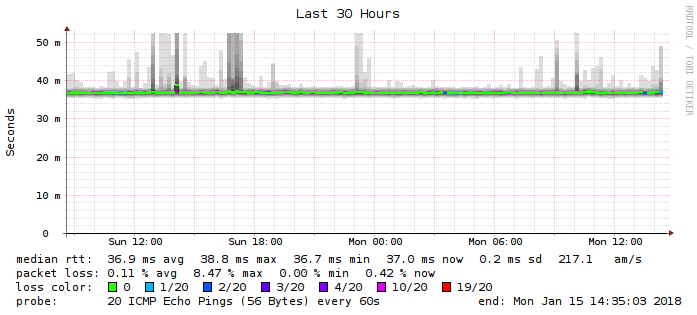 Last 30 Hours
RRDTOOL / TOBI OETIKER
Seconds
50 m
40 m
30 m
20 m
10 m
0
Sun 12:00 Sun 18:00 Mon 00:00 Mon 06:00 Mon 12:00
median rtt: 36.9 ms avg 38.8 ms max 36.7 ms min 37.0 ms now 0.2 ms sd 217.1 am/s
packet loss: 0.11 % avg 8.47 % max 0.00 % min 0.42 % now
loss color: 0 1/20 2/20 3/20 4/20 10/20 19/20
probe: 20 ICMP Echo Pings (56 Bytes) every 60s end: Mon Jan 15 14:35:03 2018